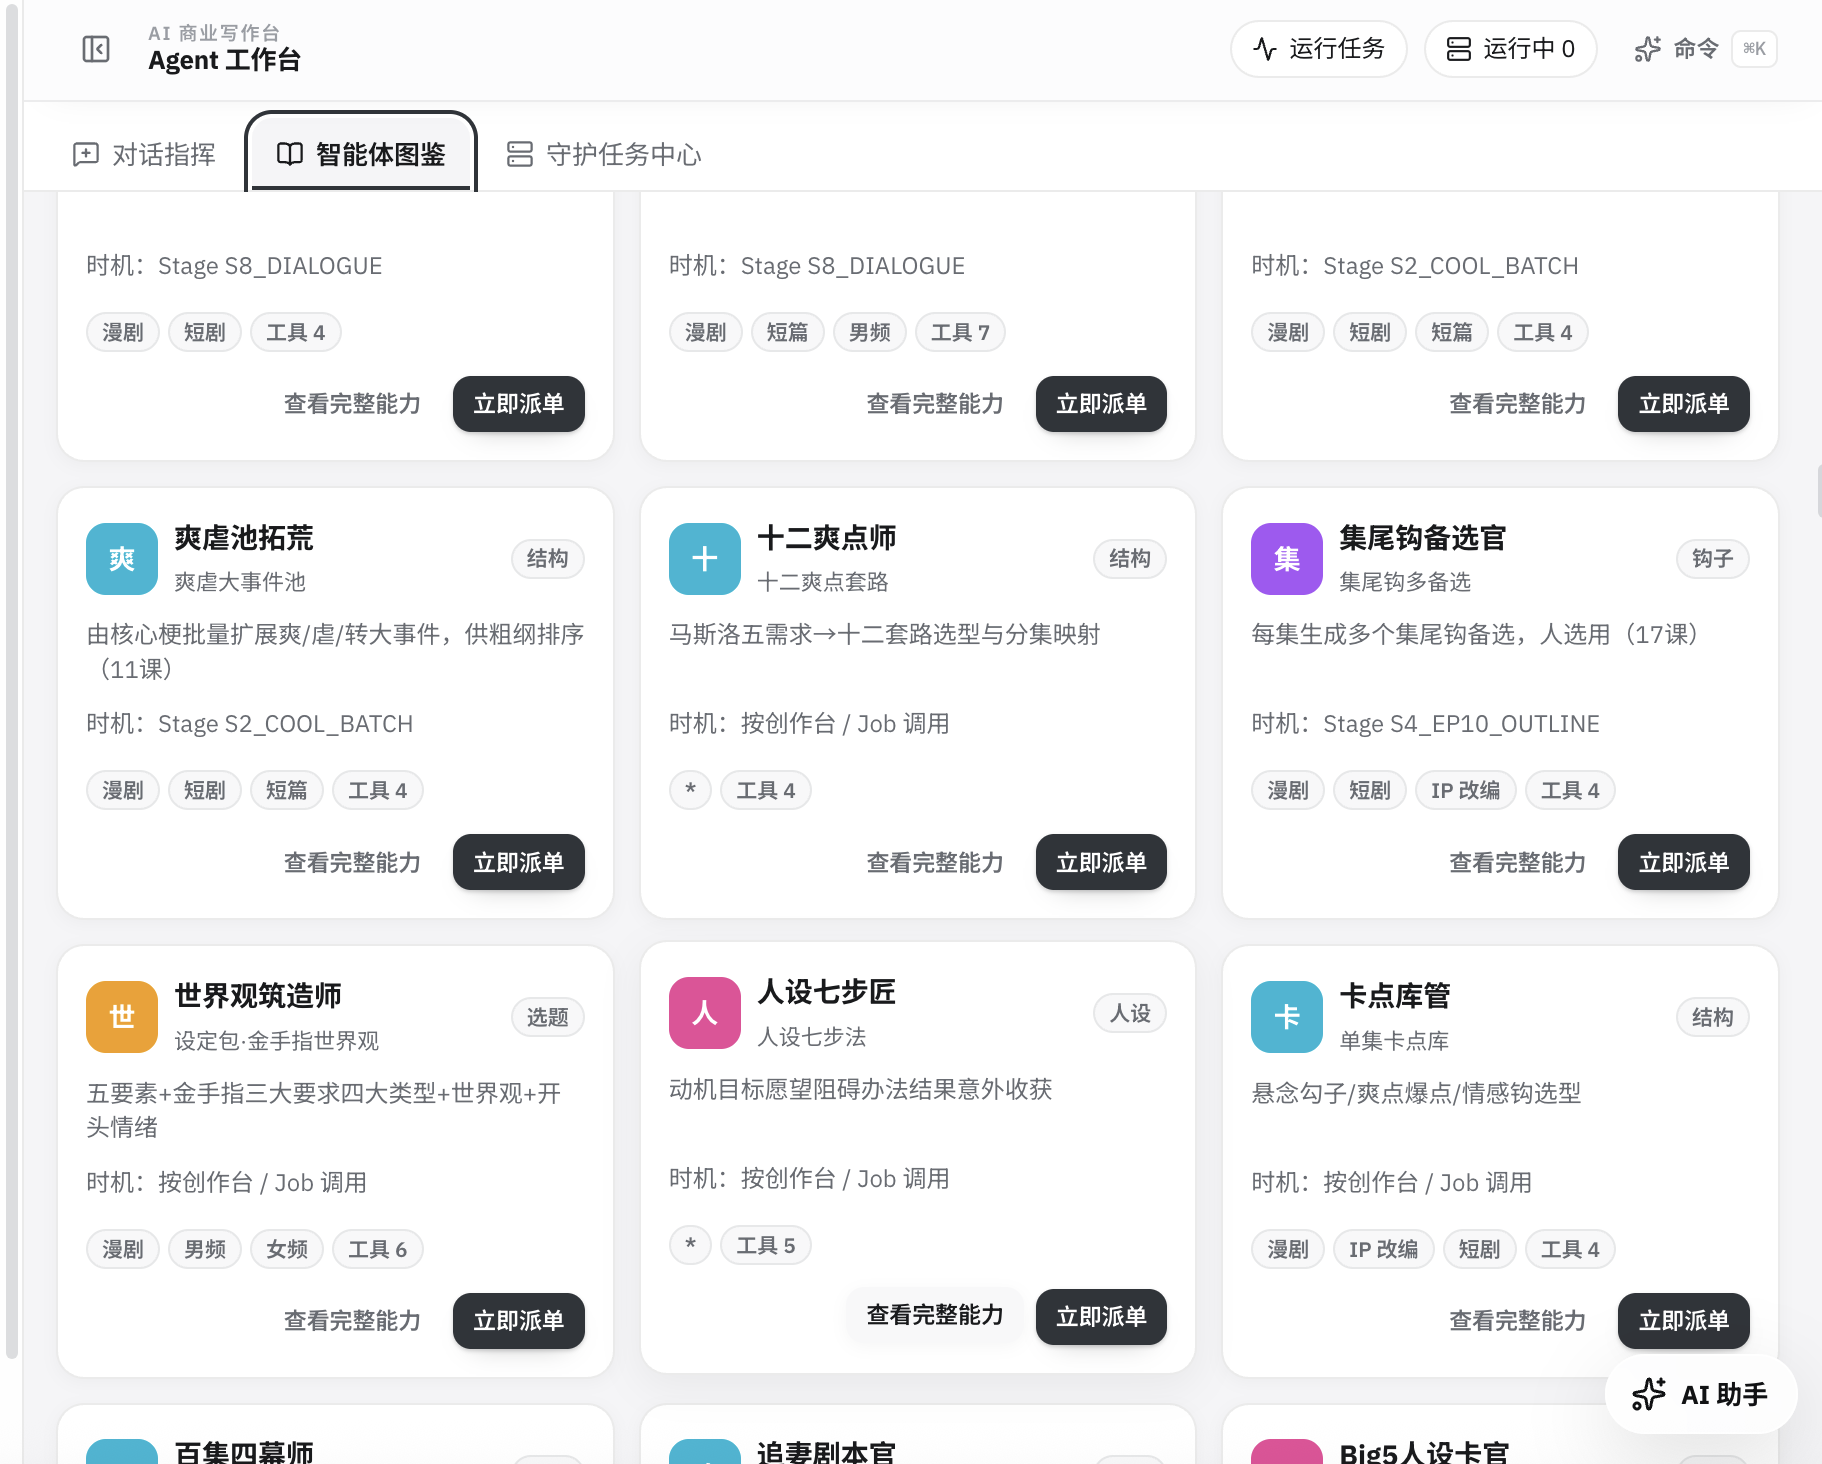 AI 商业写作台
Agent 工作台
运行任务
运行中 0
命令
⌘K
对话指挥
智能体图鉴
守护任务中心
时机：Stage S8_DIALOGUE
漫剧 短剧 工具 4
查看完整能力 立即派单
时机：Stage S8_DIALOGUE
漫剧 短篇 男频 工具 7
查看完整能力 立即派单
时机：Stage S2_COOL_BATCH
漫剧 短剧 短篇 工具 4
查看完整能力 立即派单
爽
爽虐池拓荒
爽虐大事件池
结构
由核心梗批量扩展爽/虐/转大事件，供粗纲排序
（11课）
时机：Stage S2_COOL_BATCH
漫剧 短剧 短篇 工具 4
查看完整能力 立即派单
十
十二爽点师
十二爽点套路
结构
马斯洛五需求→十二套路选型与分集映射
时机：按创作台 / Job 调用
* 工具 4
查看完整能力 立即派单
集
集尾钩备选官
集尾钩多备选
钩子
每集生成多个集尾钩备选，人选用（17课）
时机：Stage S4_EP10_OUTLINE
漫剧 短剧 IP 改编 工具 4
查看完整能力 立即派单
世
世界观筑造师
设定包·金手指世界观
选题
五要素+金手指三大要求四大类型+世界观+开
头情绪
时机：按创作台 / Job 调用
漫剧 男频 女频 工具 6
查看完整能力 立即派单
人
人设七步匠
人设七步法
人设
动机目标愿望阻碍办法结果意外收获
时机：按创作台 / Job 调用
* 工具 5
查看完整能力 立即派单
卡
卡点库管
单集卡点库
结构
悬念勾子/爽点爆点/情感钩选型
时机：按创作台 / Job 调用
漫剧 IP 改编 短剧 工具 4
查看完整能力 立即派单
AI 助手
百集四幕师
追妻剧本官
Big5人设卡官